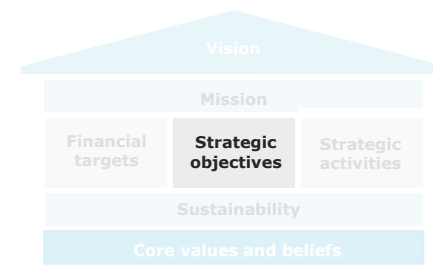 Vision
Mission
Financial
targets
Strategic
objectives
Strategic
activities
Sustainability
Core values and beliefs